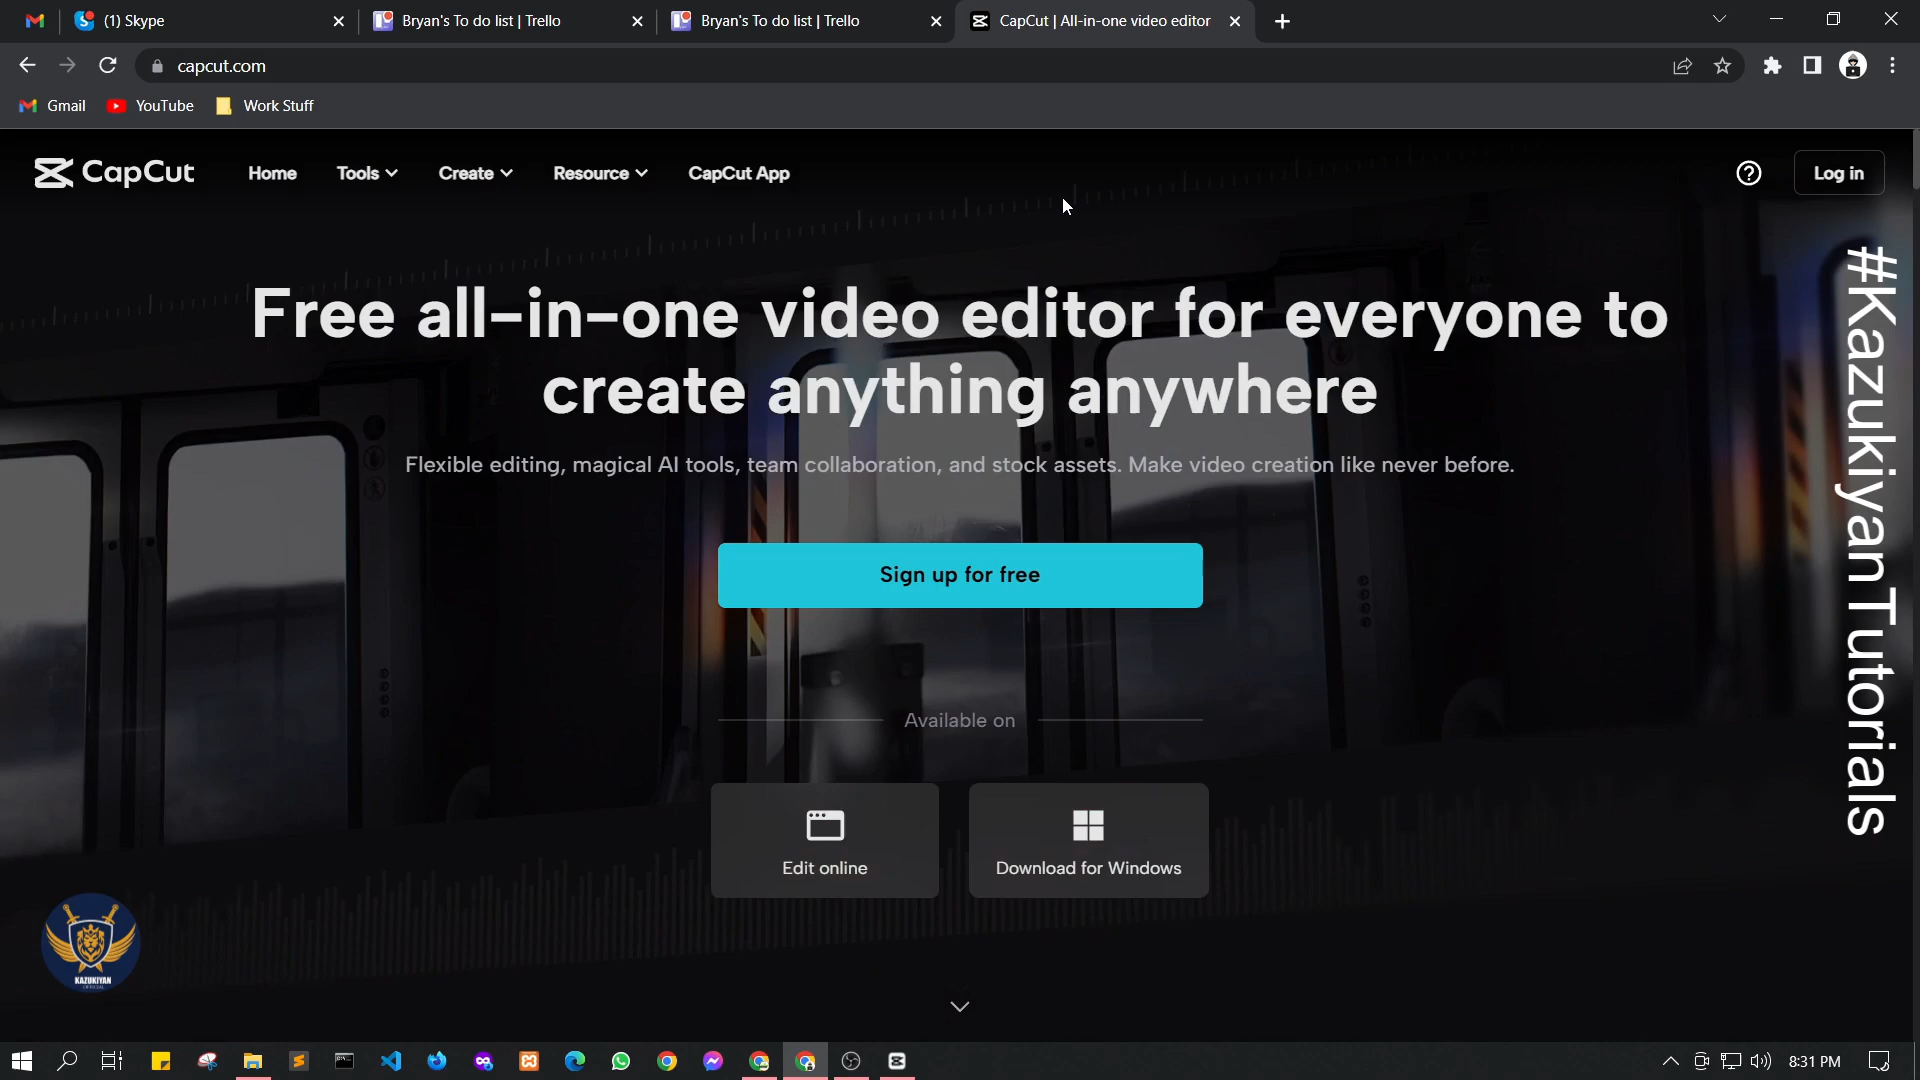 (1) Skype
Bryan's To do list | Trello
Bryan's To do list | Trello
CapCut | All-in-one video editor
capcut.com
Gmail
YouTube
Work Stuff
CapCut
Home
Tools
Create
Resource
CapCut App
Log in
Free all-in-one video editor for everyone to
create anything anywhere
Flexible editing, magical AI tools, team collaboration, and stock assets. Make video creation like never before.
Sign up for free
Available on
Edit online
Download for Windows
#KazukiyanTutorials
KAZUKIYAN
OFFICIAL
8:31 PM